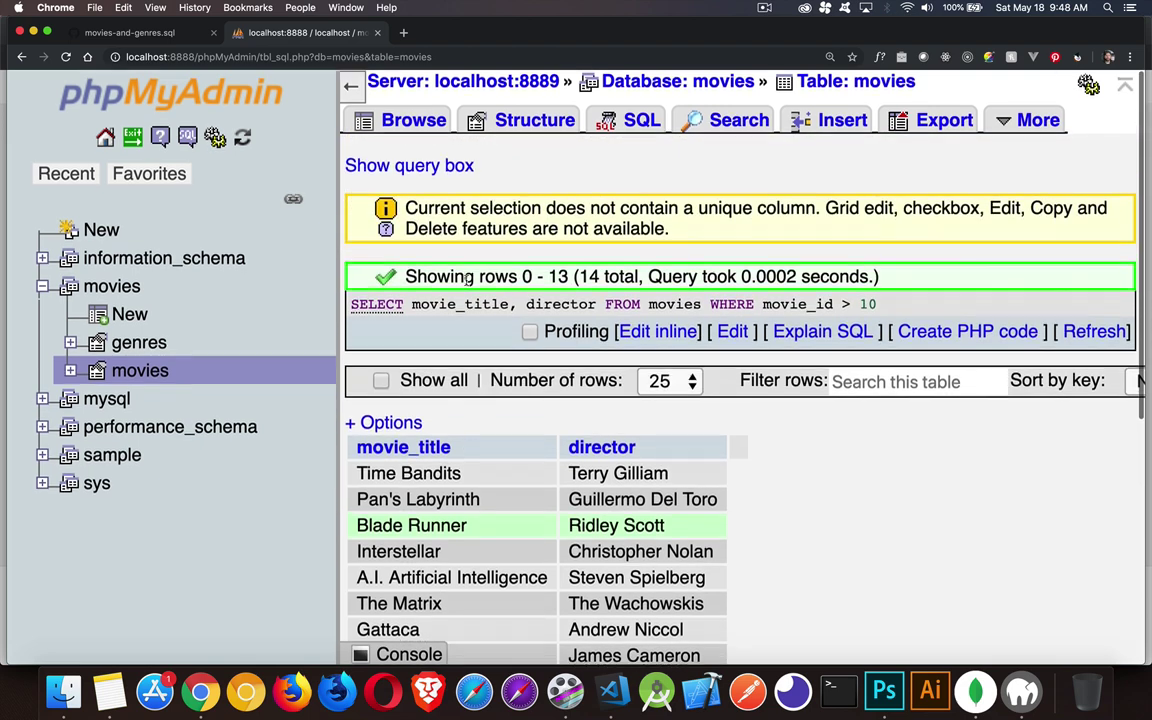 Chrome File Edit View History Bookmarks People Window Help 100% Sat May 18 9:48 AM
movies-and-genres.sql × localhost:8888 / localhost / mo × +
localhost:8888/phpMyAdmin/tbl_sql.php?db=movies&table=movies
phpMyAdmin
Recent Favorites
New
information_schema
movies
New
genres
movies
mysql
performance_schema
sample
sys
Server: localhost:8889 » Database: movies » Table: movies
Browse Structure SQL Search Insert Export More
Show query box
Current selection does not contain a unique column. Grid edit, checkbox, Edit, Copy and
Delete features are not available.
Showing rows 0 - 13 (14 total, Query took 0.0002 seconds.)
SELECT movie_title, director FROM movies WHERE movie_id > 10
Profiling [Edit inline] [ Edit ] [ Explain SQL ] [ Create PHP code ] [ Refresh]
Show all | Number of rows: 25 Filter rows: Search this table Sort by key: N
+ Options
movie_title director
Time Bandits Terry Gilliam
Pan's Labyrinth Guillermo Del Toro
Blade Runner Ridley Scott
Interstellar Christopher Nolan
A.I. Artificial Intelligence Steven Spielberg
The Matrix The Wachowskis
Gattaca Andrew Niccol
James Cameron
Console
1
Ps Ai